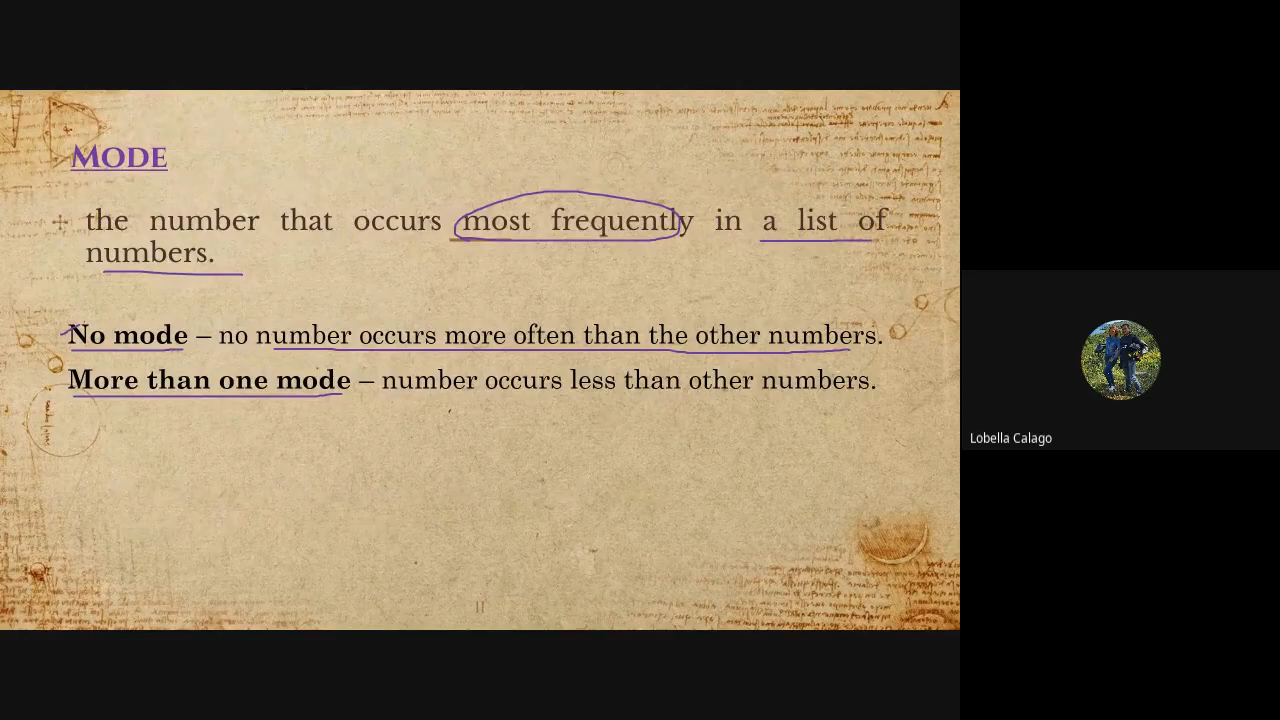 MODE
the number that occurs most frequently in a list of
numbers.
No mode – no number occurs more often than the other numbers.
More than one mode – number occurs less than other numbers.
11
Lobella Calago